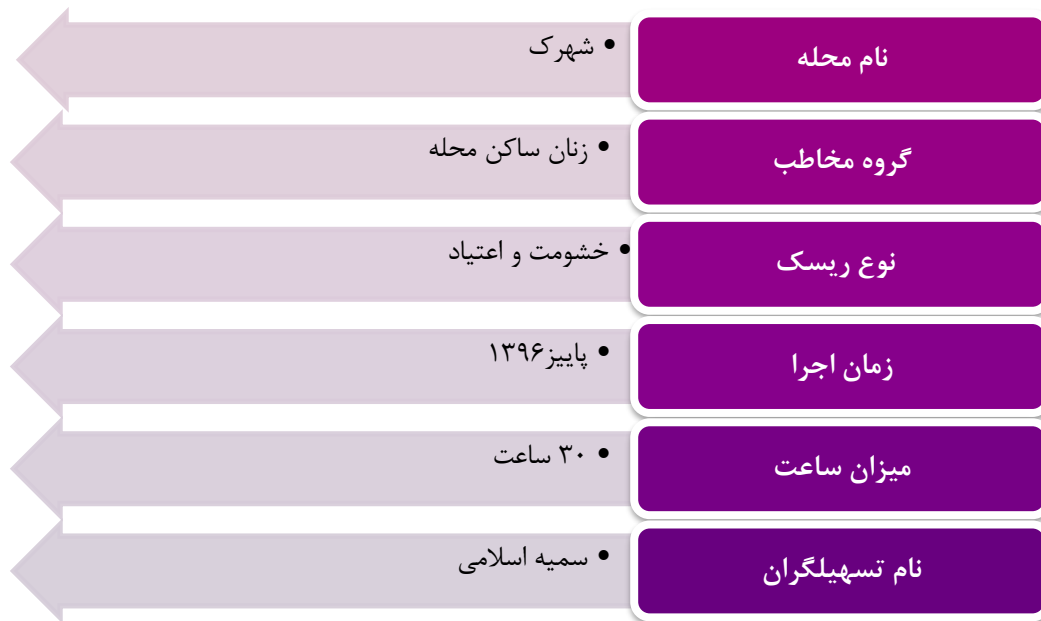 نام محله
• شهرک
گروه مخاطب
• زنان ساکن محله
نوع ریسک
• خشومت و اعتیاد
زمان اجرا
• پاییز۱۳۹۶
میزان ساعت
• ۳۰ ساعت
نام تسهیلگران
• سمیه اسلامی